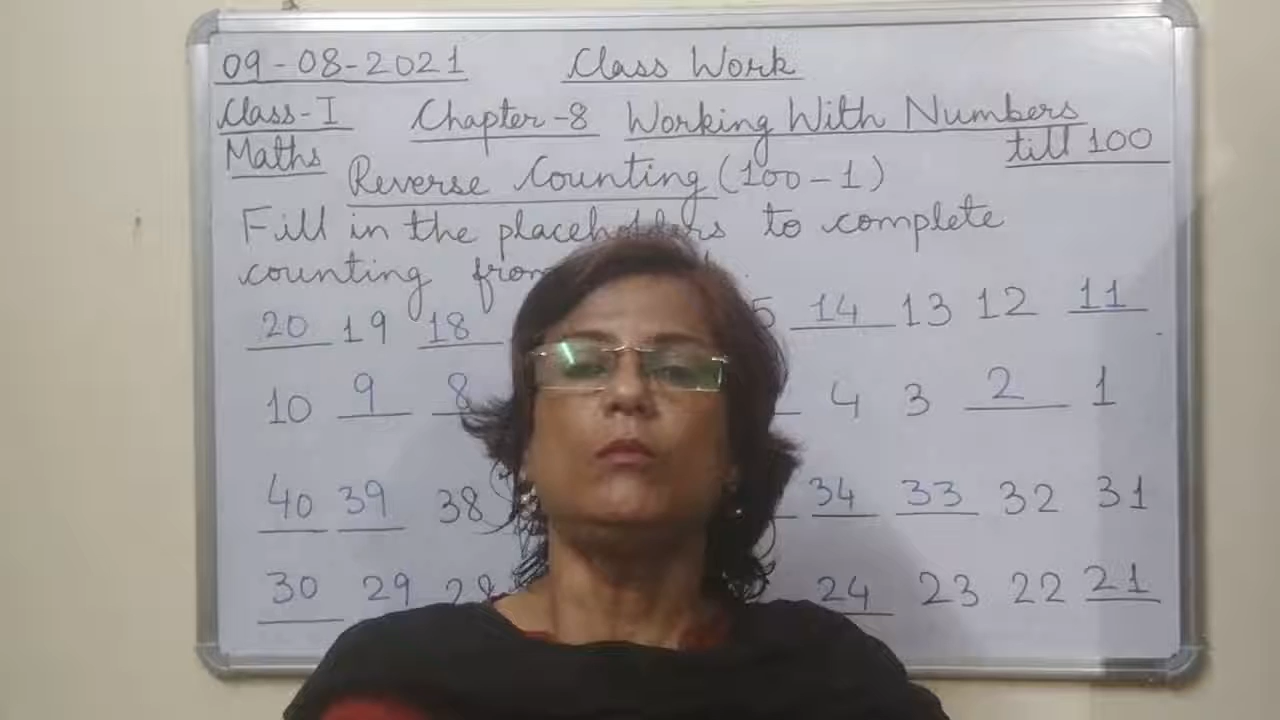 09-08-2021 Class Work
Class-I Chapter-8 Working With Numbers
Maths till 100
Reverse Counting (100-1)
Fill in the placeholders to complete
counting from
20 19 18 14 13 12 11
10 9 8 4 3 2 1
40 39 38 34 33 32 31
30 29 28 24 23 22 21